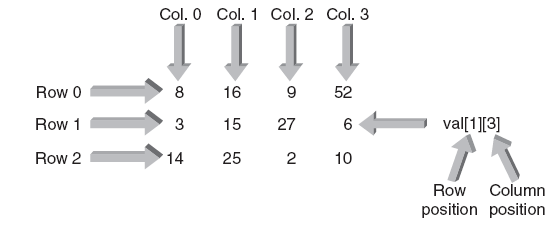 Col. 0 Col. 1 Col. 2 Col. 3
Row 0 8 16 9 52
Row 1 3 15 27 6 val[1][3]
Row 2 14 25 2 10
Row Column
position position